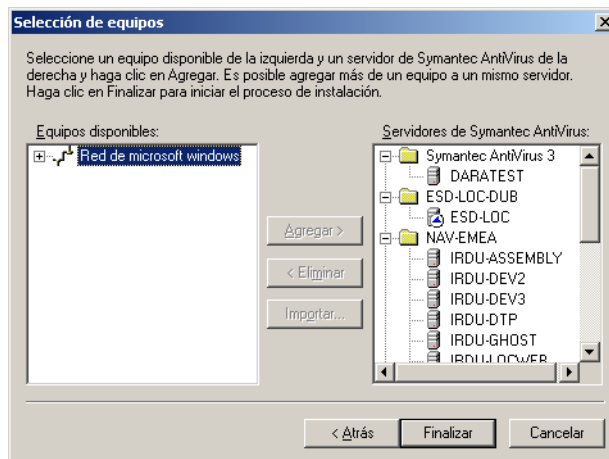 Selección de equipos
Seleccione un equipo disponible de la izquierda y un servidor de Symantec AntiVirus de la
derecha y haga clic en Agregar. Es posible agregar más de un equipo a un mismo servidor.
Haga clic en Finalizar para iniciar el proceso de instalación.
Equipos disponibles:
Red de microsoft windows
Agregar >
< Eliminar
Importar...
Servidores de Symantec AntiVirus:
Symantec AntiVirus 3
DARATEST
ESD-LOC-DUB
ESD-LOC
NAV-EMEA
IRDU-ASSEMBLY
IRDU-DEV2
IRDU-DEV3
IRDU-DTP
IRDU-GHOST
IRDU-LOCWEB
< Atrás
Finalizar
Cancelar